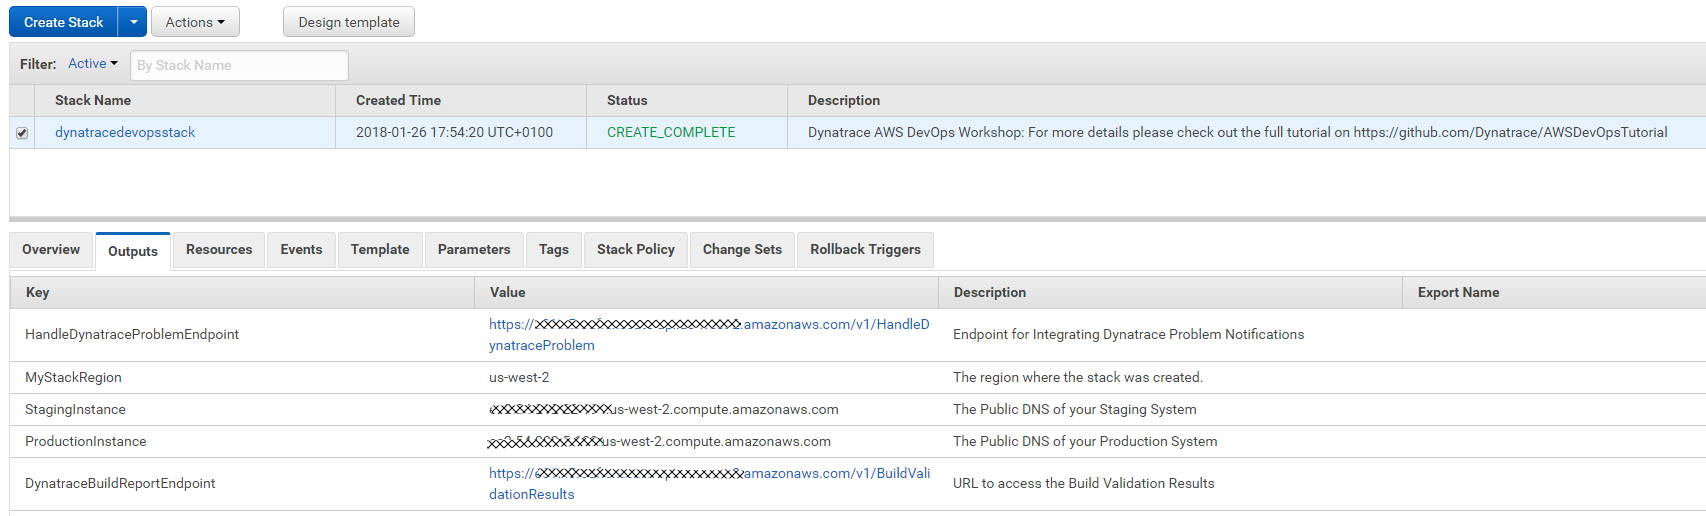 Create Stack Actions Design template
Filter: Active By Stack Name
Stack Name Created Time Status Description
dynatracedevopsstack 2018-01-26 17:54:20 UTC+0100 CREATE_COMPLETE Dynatrace AWS DevOps Workshop: For more details please check out the full tutorial on https://github.com/Dynatrace/AWSDevOpsTutorial
Overview Outputs Resources Events Template Parameters Tags Stack Policy Change Sets Rollback Triggers
Key Value Description Export Name
HandleDynatraceProblemEndpoint https:// .amazonaws.com/v1/HandleD Endpoint for Integrating Dynatrace Problem Notifications
ynatraceProblem
MyStackRegion us-west-2 The region where the stack was created.
StagingInstance us-west-2.compute.amazonaws.com The Public DNS of your Staging System
ProductionInstance us-west-2.compute.amazonaws.com The Public DNS of your Production System
DynatraceBuildReportEndpoint https:// .amazonaws.com/v1/BuildVali URL to access the Build Validation Results
dationResults